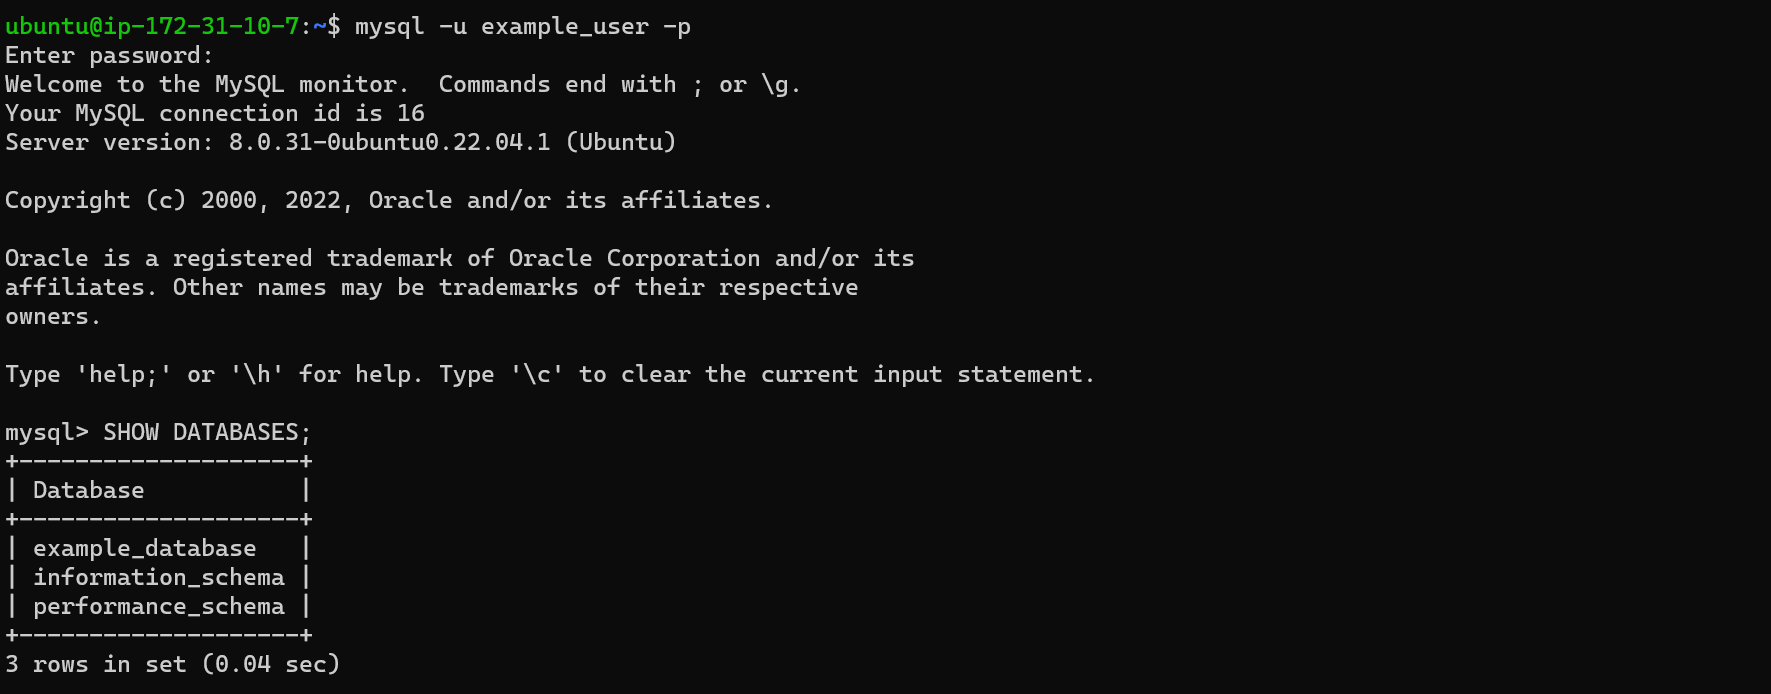 ubuntu@ip-172-31-10-7:~$ mysql -u example_user -p
Enter password:
Welcome to the MySQL monitor.  Commands end with ; or \g.
Your MySQL connection id is 16
Server version: 8.0.31-0ubuntu0.22.04.1 (Ubuntu)

Copyright (c) 2000, 2022, Oracle and/or its affiliates.

Oracle is a registered trademark of Oracle Corporation and/or its
affiliates. Other names may be trademarks of their respective
owners.

Type 'help;' or '\h' for help. Type '\c' to clear the current input statement.

mysql> SHOW DATABASES;
+--------------------+
| Database           |
+--------------------+
| example_database   |
| information_schema |
| performance_schema |
+--------------------+
3 rows in set (0.04 sec)